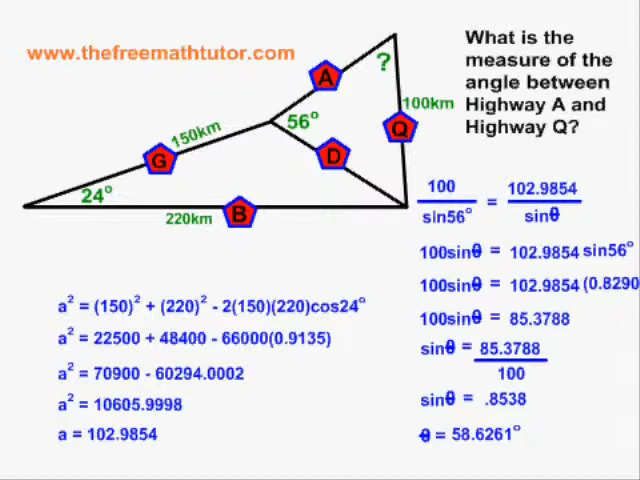 www.thefreemathtutor.com
What is the
measure of the
angle between
Highway A and
Highway Q?
A
?
100km
Q
56°
D
150km
G
24°
B
220km
a² = (150)² + (220)² - 2(150)(220)cos24°
a² = 22500 + 48400 - 66000(0.9135)
a² = 70900 - 60294.0002
a² = 10605.9998
a = 102.9854
100 / sin56° = 102.9854 / sinθ
100sinθ = 102.9854 sin56°
100sinθ = 102.9854 (0.8290
100sinθ = 85.3788
sinθ = 85.3788 / 100
sinθ = .8538
θ = 58.6261°